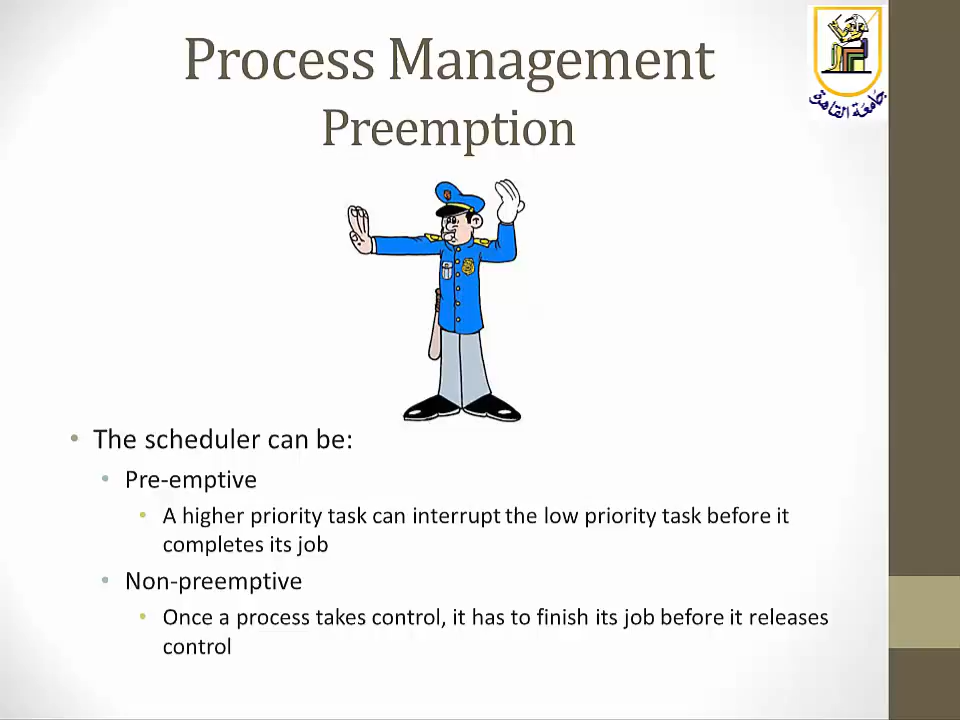 Process Management
Preemption
جامعة القاهرة
• The scheduler can be:
• Pre-emptive
• A higher priority task can interrupt the low priority task before it
completes its job
• Non-preemptive
• Once a process takes control, it has to finish its job before it releases
control